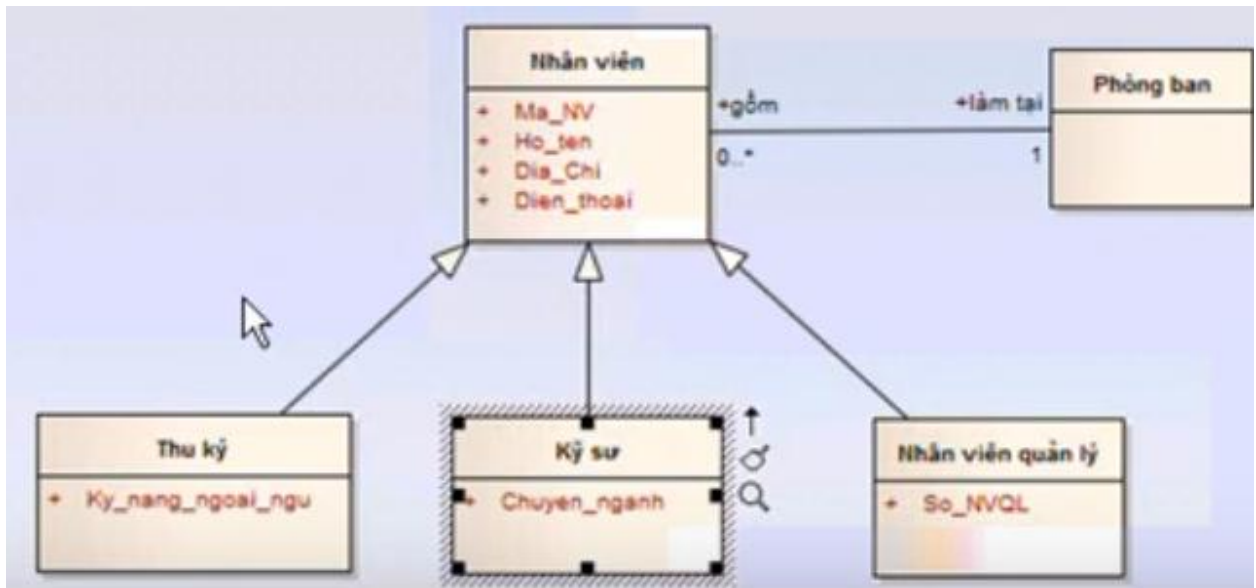 Nhân viên
+ Ma_NV
+ Ho_ten
+ Dia_Chi
+ Dien_thoai
+gồm
0..*
+làm tại
1
Phòng ban
Thu ký
+ Ky_nang_ngoai_ngu
Kỹ sư
+ Chuyen_nganh
Nhân viên quản lý
+ So_NVQL